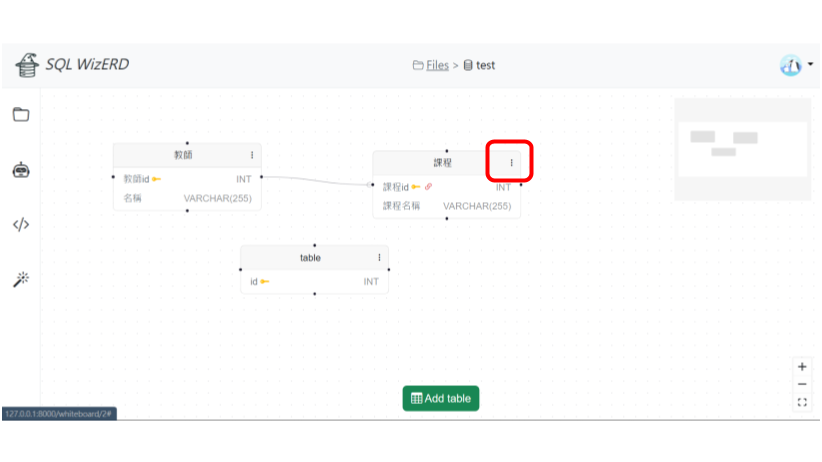 SQL WizERD
Files > test
教師
教師id INT
名稱 VARCHAR(255)
課程
課程id INT
課程名稱 VARCHAR(255)
table
id INT
Add table
127.0.0.1:8000/whiteboard/2#